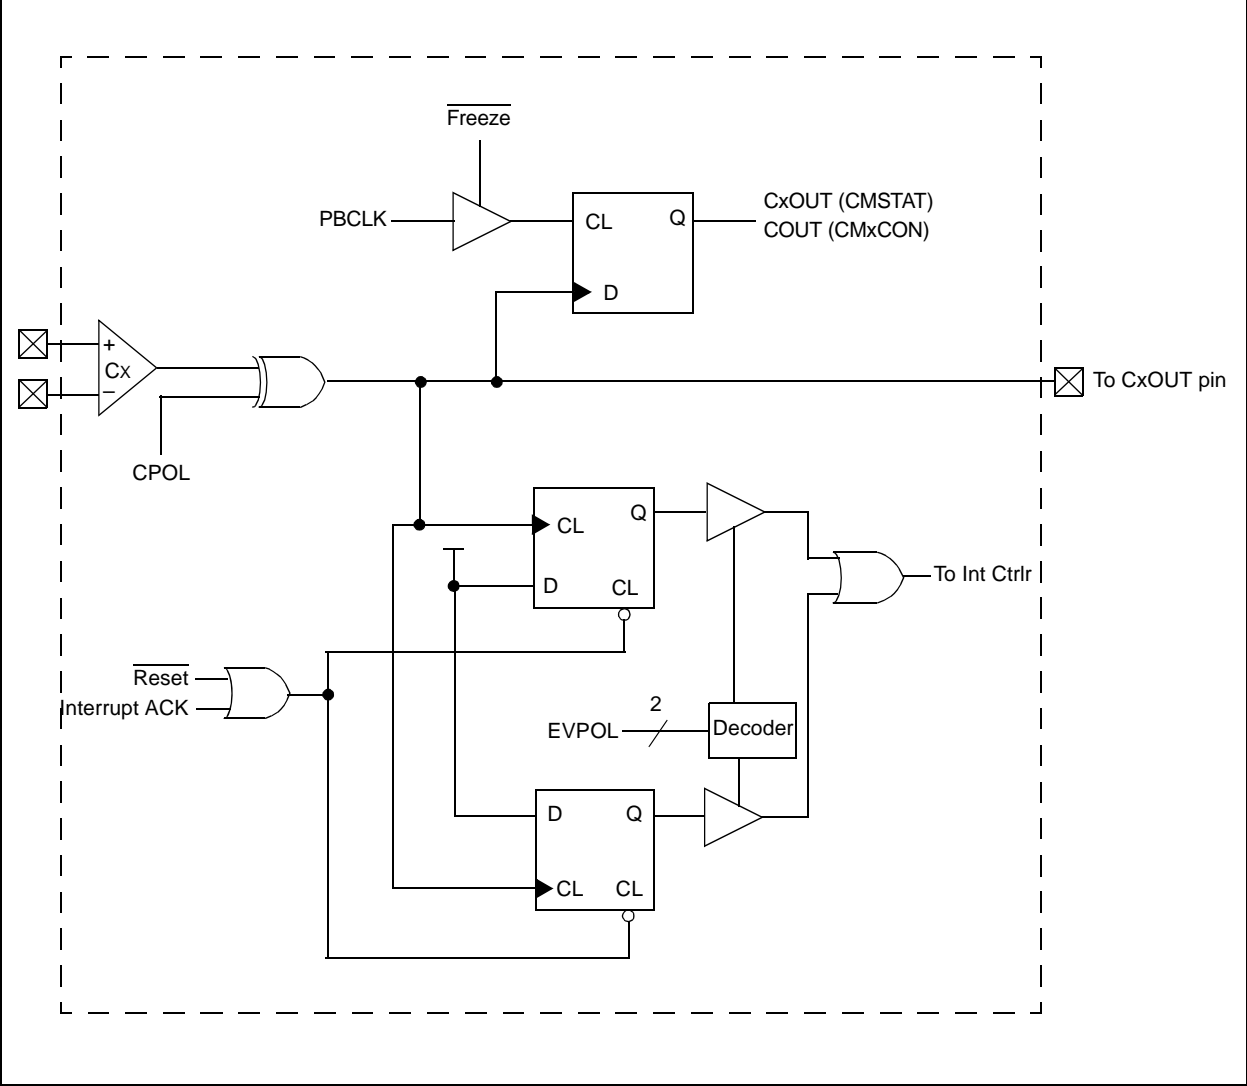 Freeze
PBCLK
CL
Q
CxOUT (CMSTAT)
COUT (CMxCON)
D
+
Cx
–
To CxOUT pin
CPOL
Q
CL
D
CL
To Int Ctrlr
Reset
Interrupt ACK
2
EVPOL
Decoder
D
Q
CL
CL